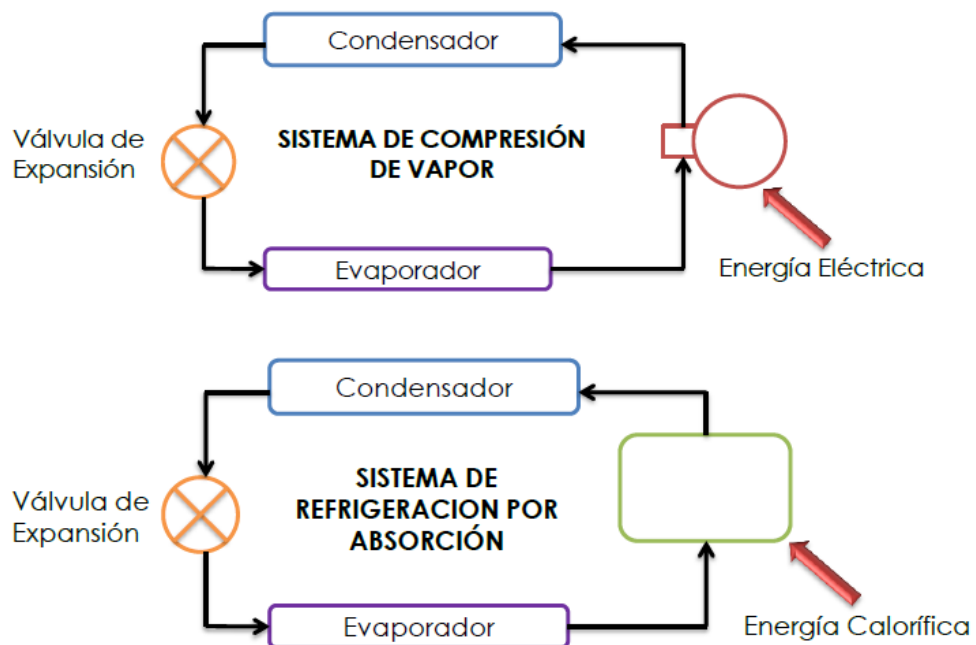 Condensador
Válvula de
Expansión
SISTEMA DE COMPRESIÓN
DE VAPOR
Evaporador
Energía Eléctrica
Condensador
Válvula de
Expansión
SISTEMA DE
REFRIGERACION POR
ABSORCIÓN
Evaporador
Energía Calorífica